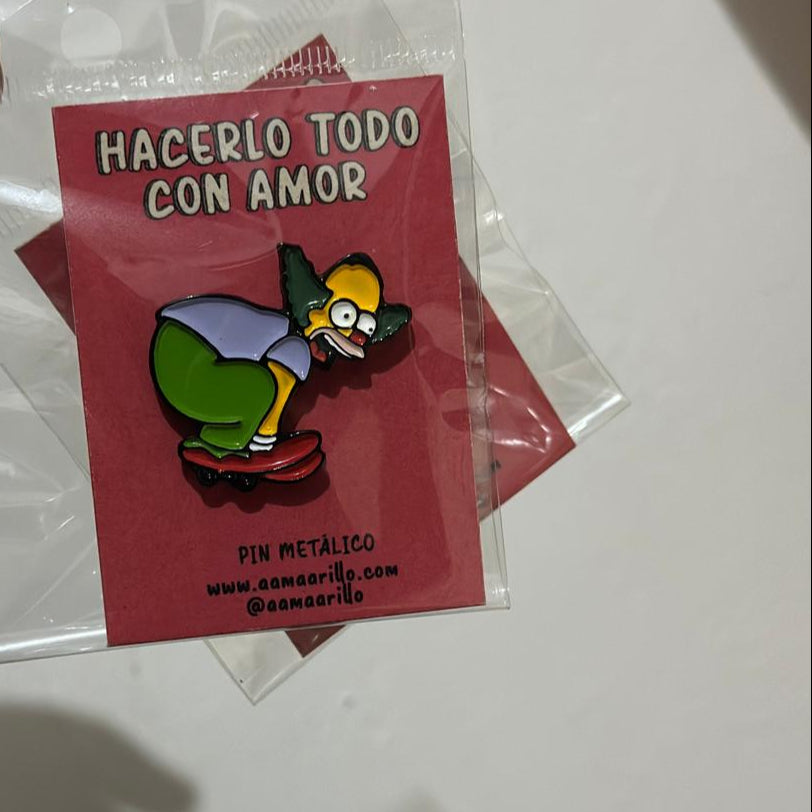 HACERLO TODO
CON AMOR
PIN METÁLICO
www.aamaarillo.com
@aamaarillo